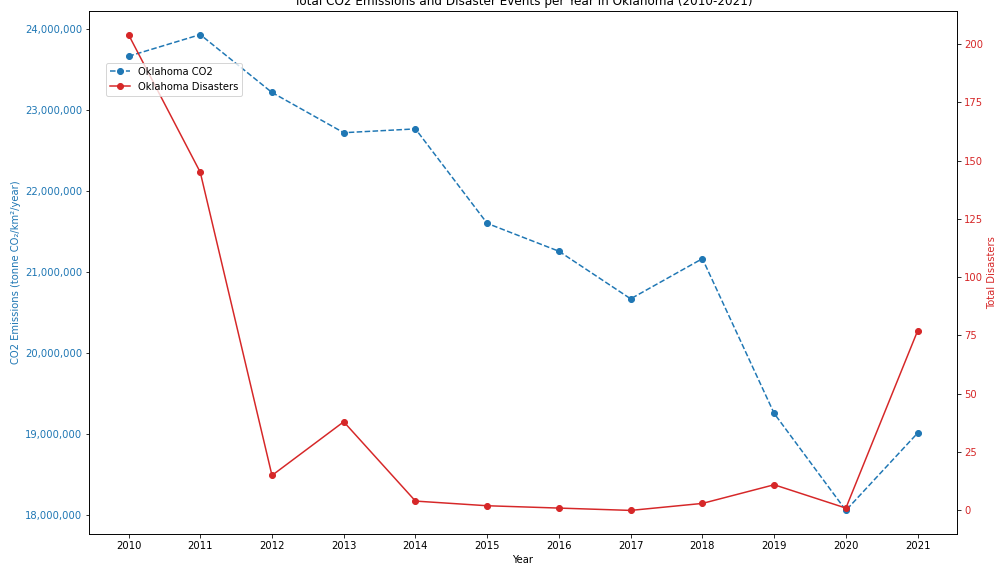 Total CO2 Emissions and Disaster Events per Year in Oklahoma (2010-2021)
24,000,000
23,000,000
22,000,000
21,000,000
20,000,000
19,000,000
18,000,000
CO2 Emissions (tonne CO₂/km²/year)
Oklahoma CO2
Oklahoma Disasters
200
175
150
125
100
75
50
25
0
Total Disasters
2010 2011 2012 2013 2014 2015 2016 2017 2018 2019 2020 2021
Year